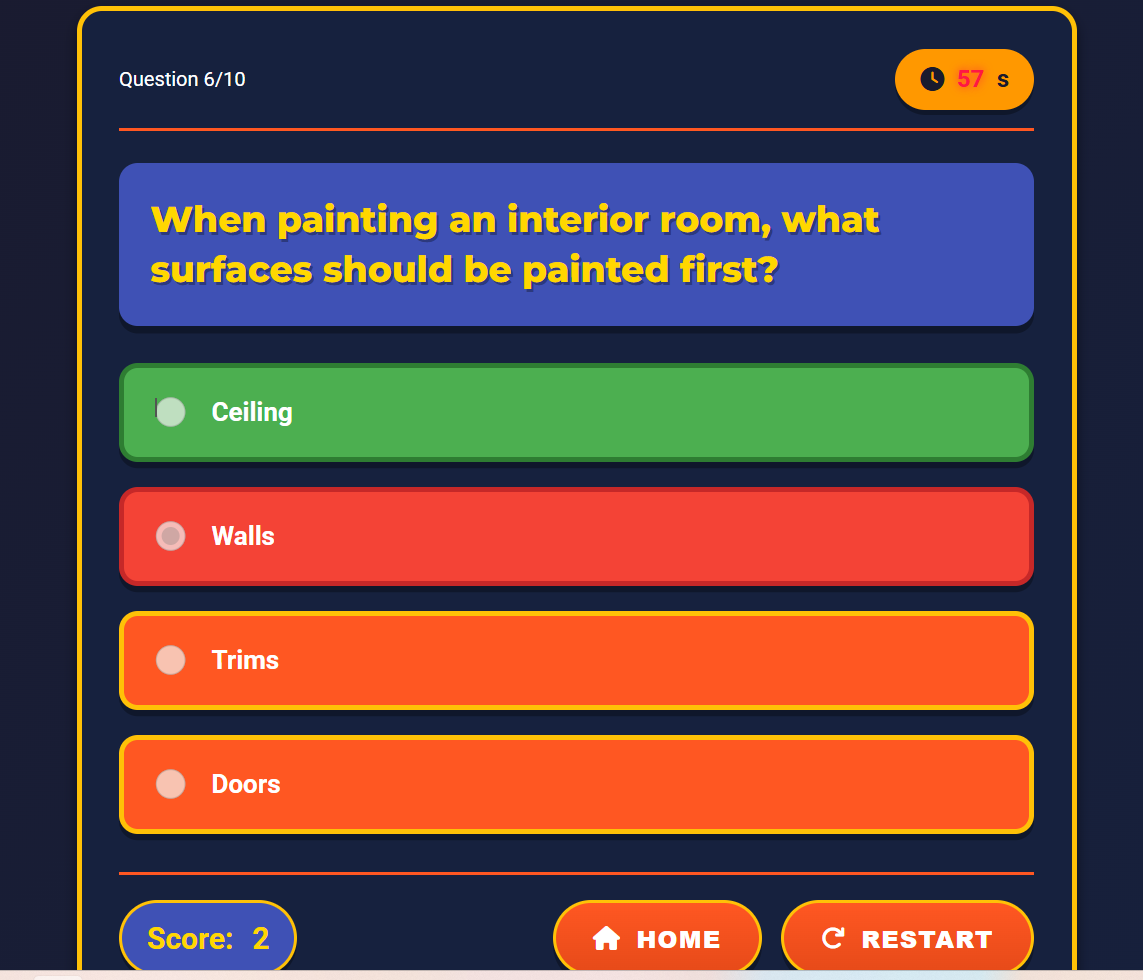 Question 6/10
57 s
When painting an interior room, what
surfaces should be painted first?
Ceiling
Walls
Trims
Doors
Score: 2
HOME
RESTART